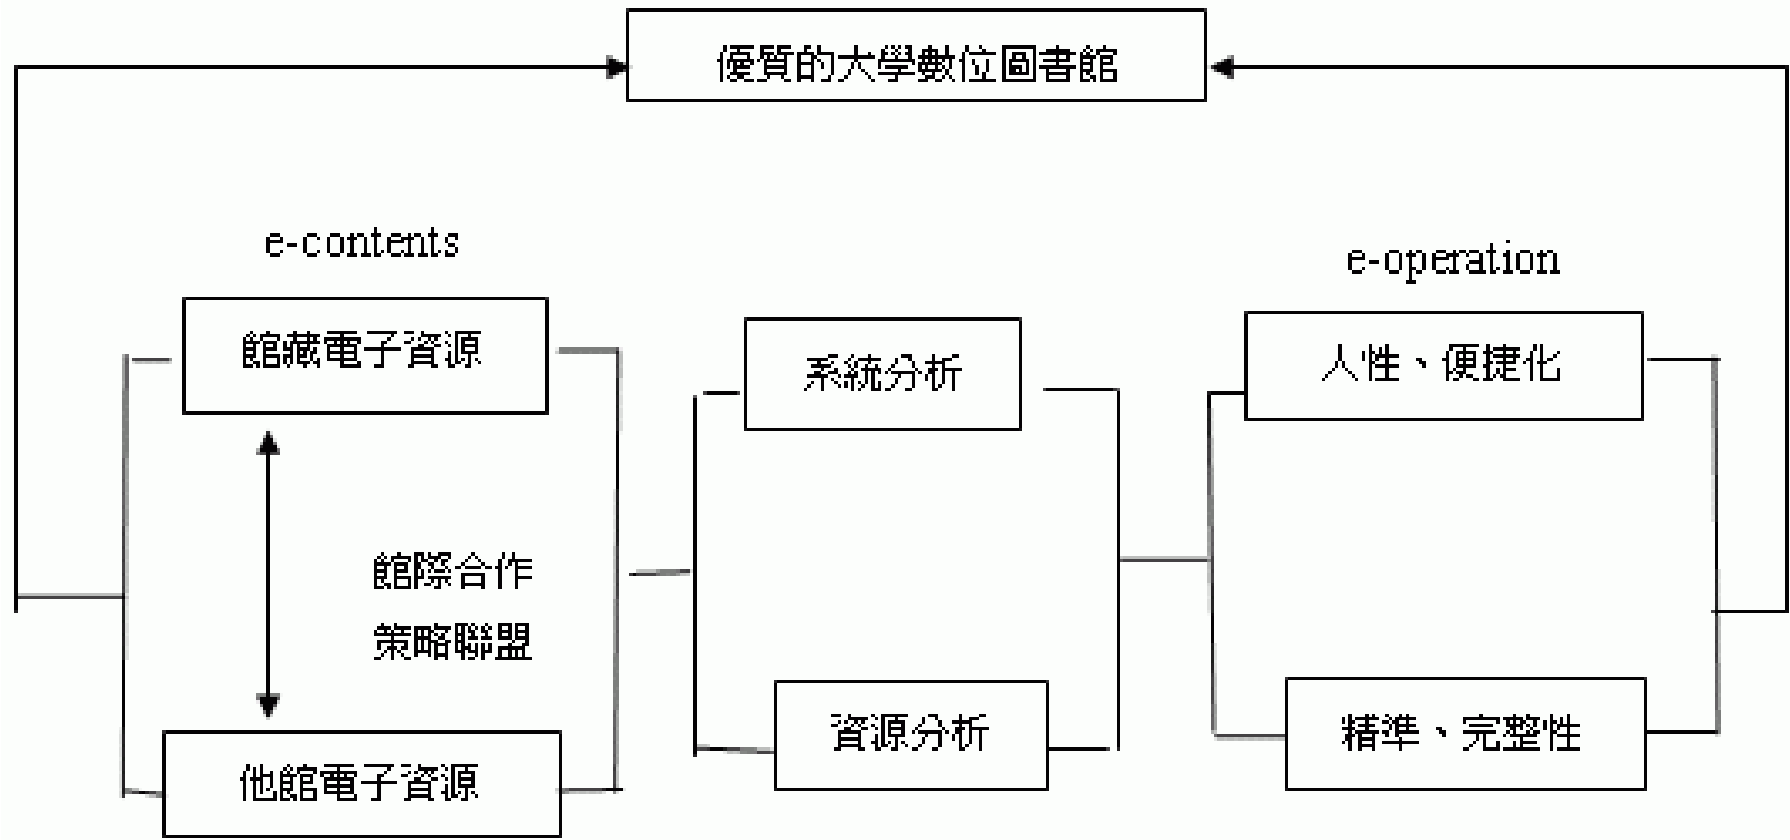 優質的大學數位圖書館
e-contents
e-operation
館藏電子資源
系統分析
人性、便捷化
館際合作
策略聯盟
他館電子資源
資源分析
精準、完整性